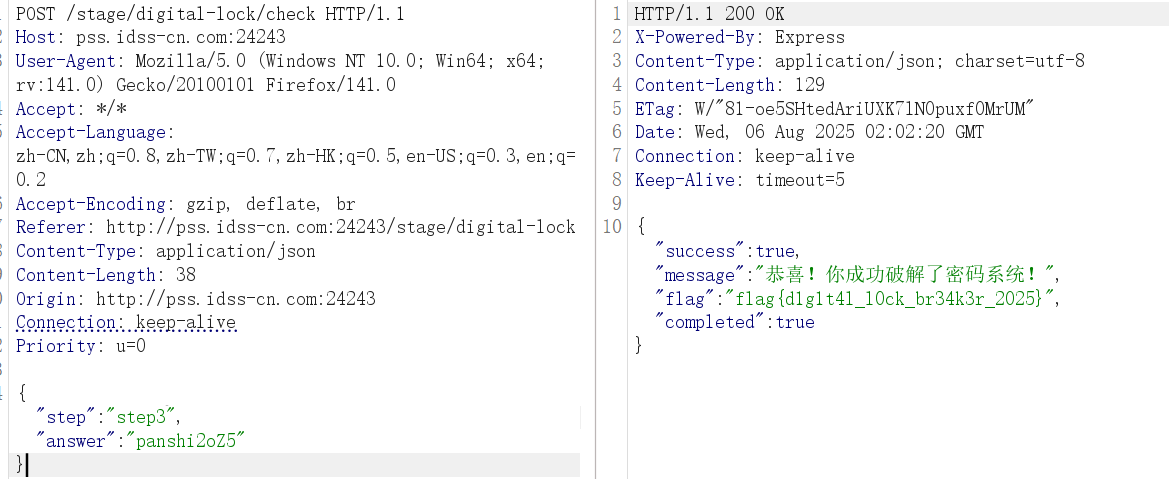 POST /stage/digital-lock/check HTTP/1.1
Host: pss.idss-cn.com:24243
User-Agent: Mozilla/5.0 (Windows NT 10.0; Win64; x64;
rv:141.0) Gecko/20100101 Firefox/141.0
Accept: */*
Accept-Language:
zh-CN,zh;q=0.8,zh-TW;q=0.7,zh-HK;q=0.5,en-US;q=0.3,en;q=
0.2
Accept-Encoding: gzip, deflate, br
Referer: http://pss.idss-cn.com:24243/stage/digital-lock
Content-Type: application/json
Content-Length: 38
Origin: http://pss.idss-cn.com:24243
Connection: keep-alive
Priority: u=0
{
"step":"step3",
"answer":"panshi2oZ5"
}
1 HTTP/1.1 200 OK
2 X-Powered-By: Express
3 Content-Type: application/json; charset=utf-8
4 Content-Length: 129
5 ETag: W/"81-oe5SHtedAriUXK71N0puxf0MrUM"
6 Date: Wed, 06 Aug 2025 02:02:20 GMT
7 Connection: keep-alive
8 Keep-Alive: timeout=5
9
10 {
"success":true,
"message":"恭喜！你成功破解了密码系统！",
"flag":"flag{d1g1t4l_l0ck_br34k3r_2025}",
"completed":true
}